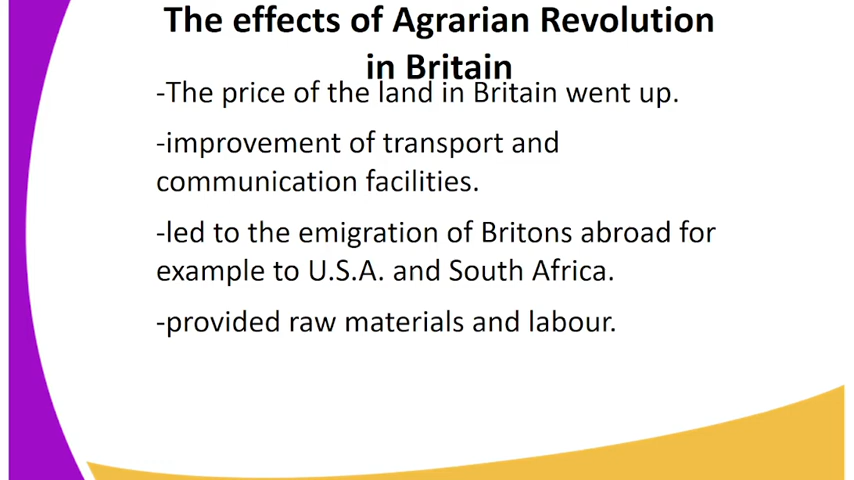 The effects of Agrarian Revolution
in Britain
-The price of the land in Britain went up.
-improvement of transport and
communication facilities.
-led to the emigration of Britons abroad for
example to U.S.A. and South Africa.
-provided raw materials and labour.